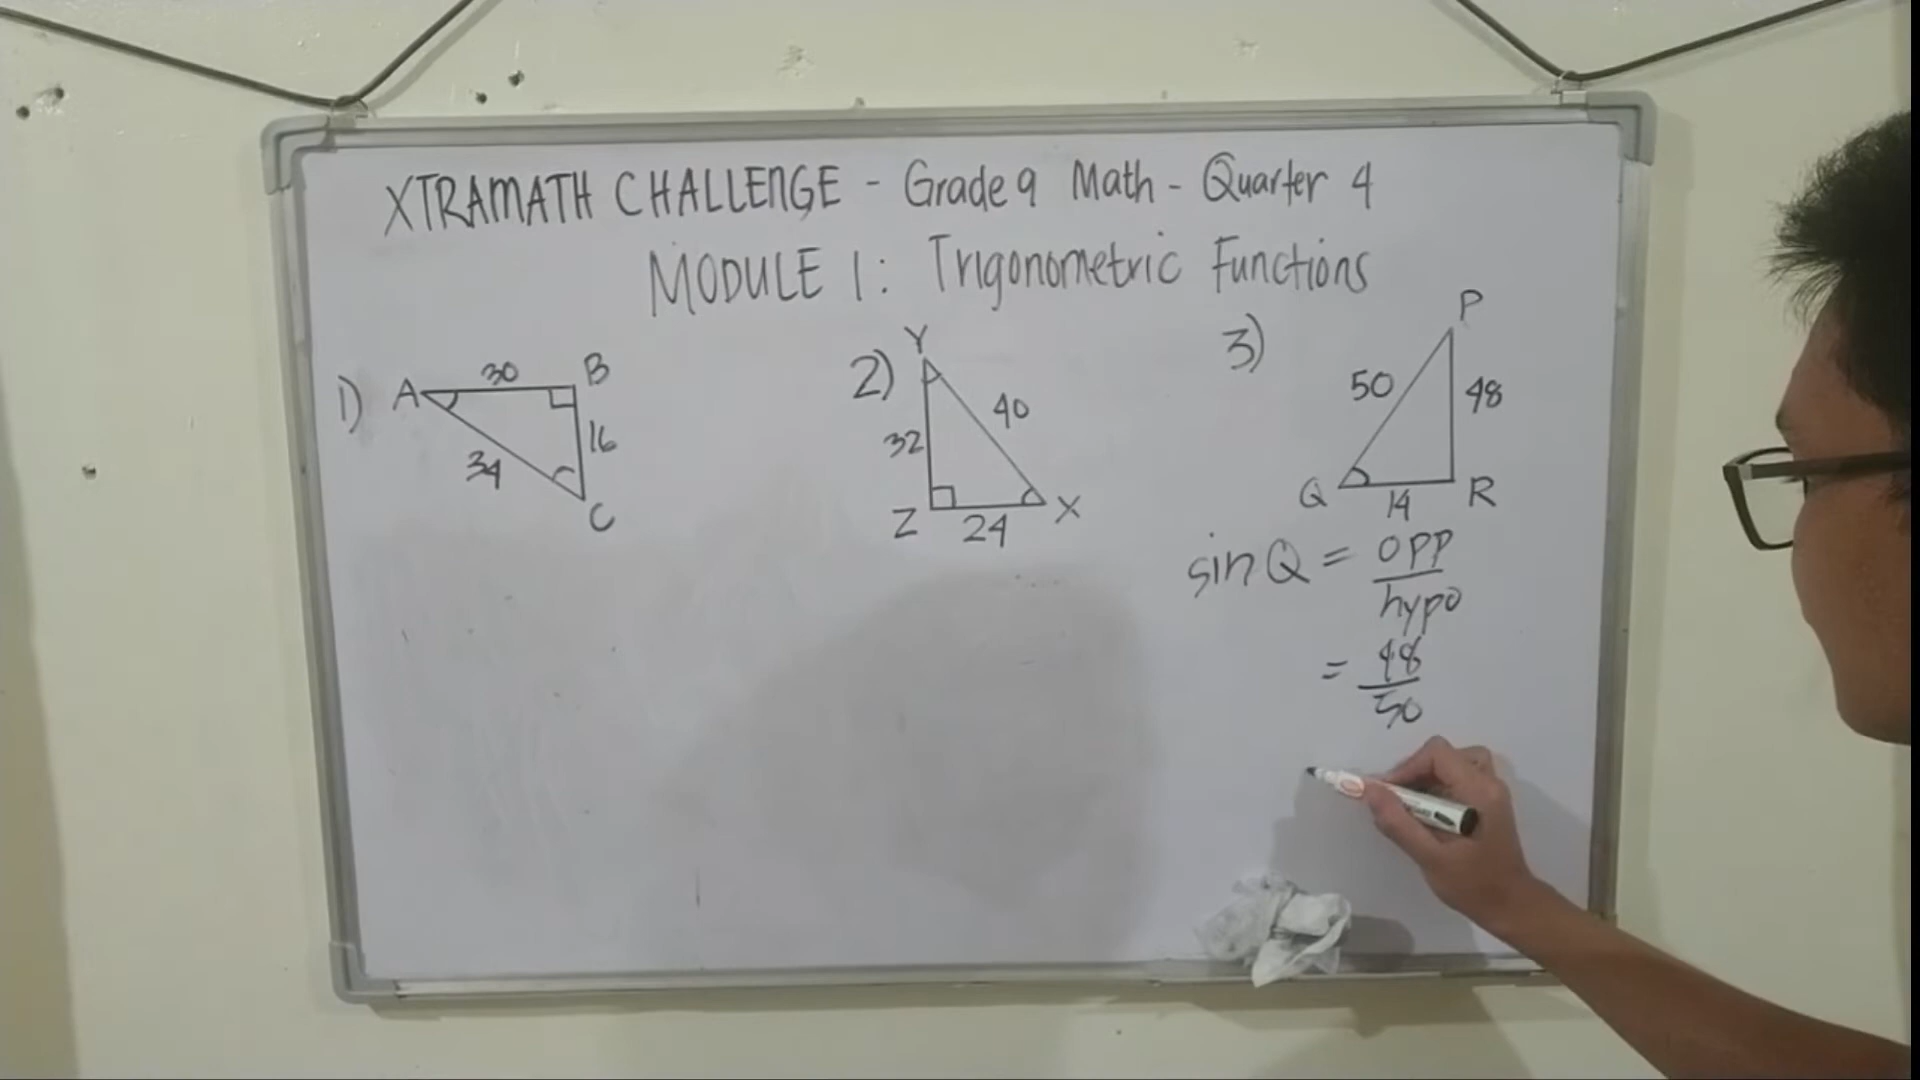 XTRAMATH CHALLENGE - Grade 9 Math - Quarter 4
MODULE 1: Trigonometric Functions
1)
A
30
B
16
34
C
2)
Y
40
32
Z
24
X
3)
P
50
48
Q
14
R
sin Q = opp
hypo
= 48
50